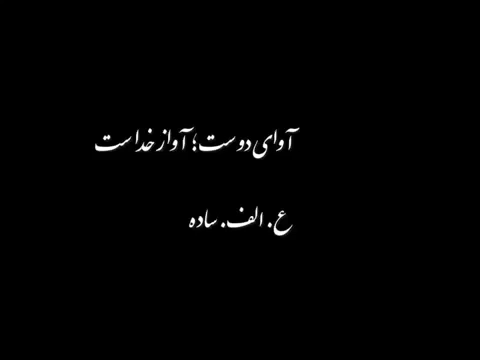 آوای دوست؛ آواز خداست
ع. الف. ساده